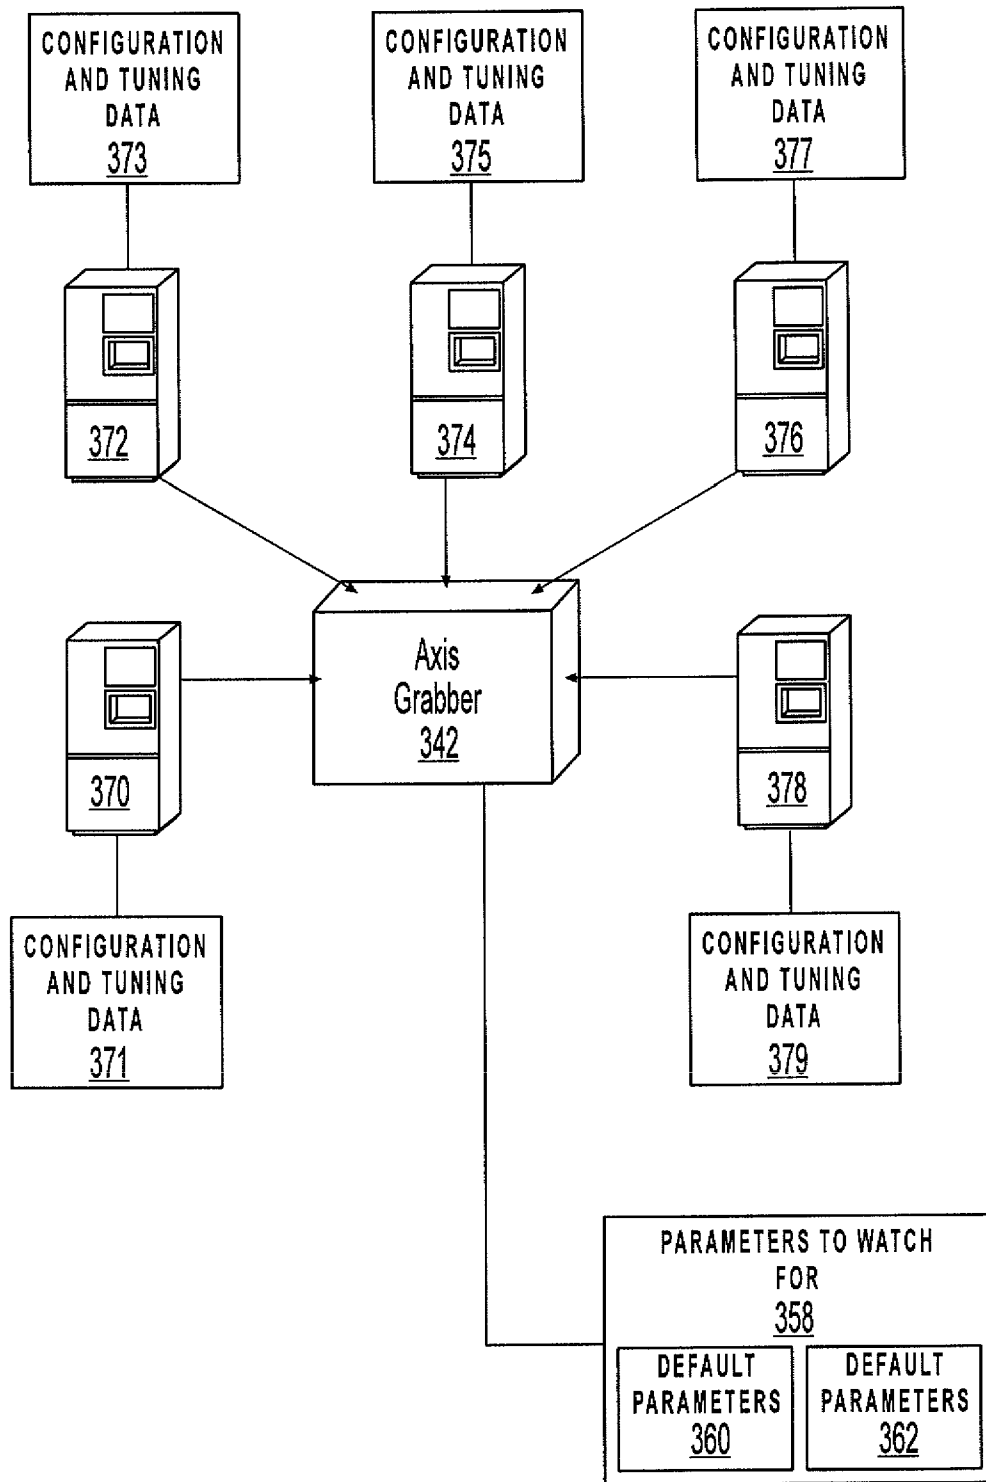 CONFIGURATION
AND TUNING
DATA
373
CONFIGURATION
AND TUNING
DATA
375
CONFIGURATION
AND TUNING
DATA
377
372
374
376
Axis
Grabber
342
370
378
CONFIGURATION
AND TUNING
DATA
371
CONFIGURATION
AND TUNING
DATA
379
PARAMETERS TO WATCH
FOR
358
DEFAULT
PARAMETERS
360
DEFAULT
PARAMETERS
362